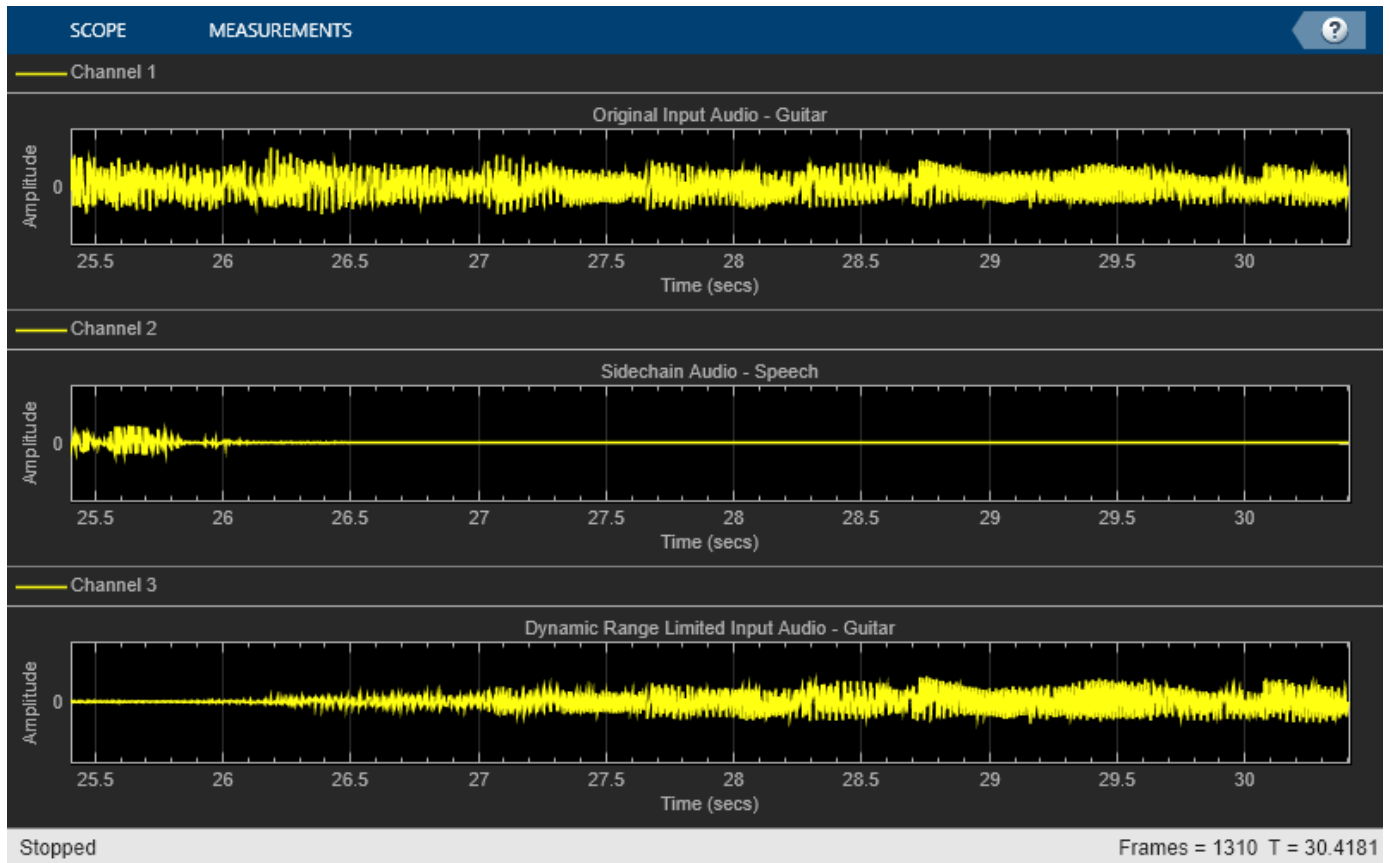 SCOPE MEASUREMENTS ?
Channel 1
Original Input Audio - Guitar
Amplitude
0
25.5 26 26.5 27 27.5 28 28.5 29 29.5 30
Time (secs)
Channel 2
Sidechain Audio - Speech
Amplitude
0
25.5 26 26.5 27 27.5 28 28.5 29 29.5 30
Time (secs)
Channel 3
Dynamic Range Limited Input Audio - Guitar
Amplitude
0
25.5 26 26.5 27 27.5 28 28.5 29 29.5 30
Time (secs)
Stopped Frames = 1310 T = 30.4181